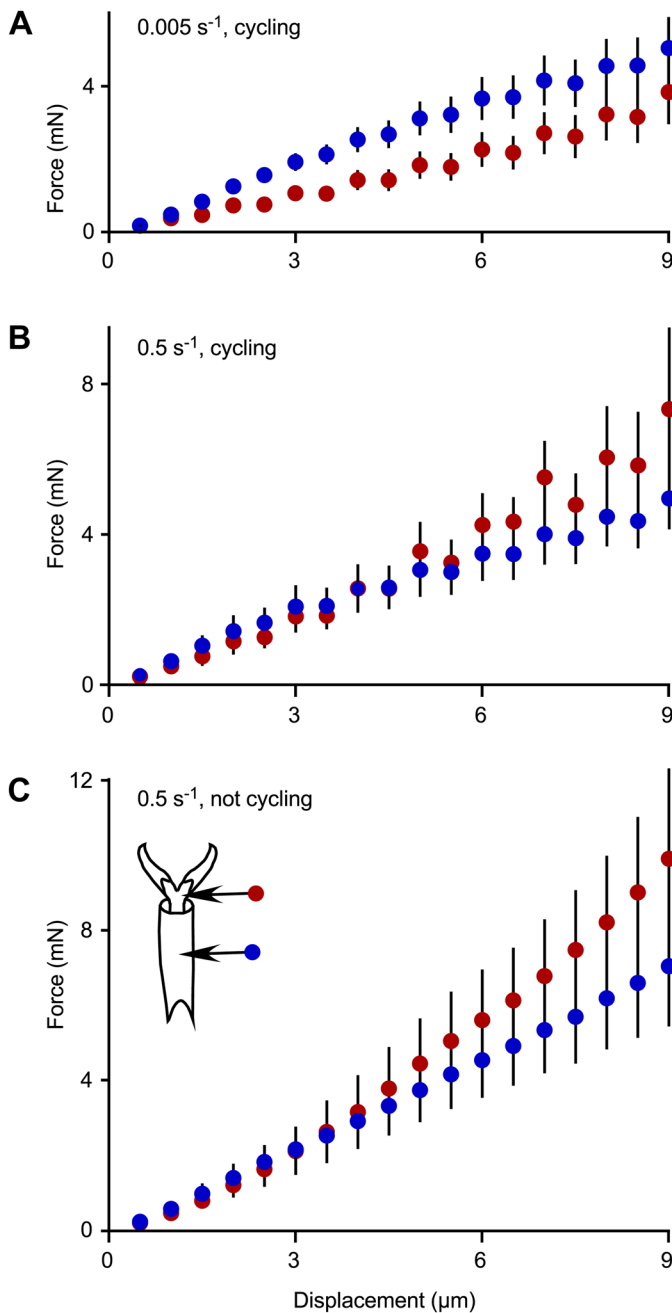 A
0.005 s⁻¹, cycling
4
Force (mN)
0
0
3
6
9
B
0.5 s⁻¹, cycling
8
4
Force (mN)
0
0
3
6
9
C
12
0.5 s⁻¹, not cycling
8
Force (mN)
4
0
0
3
6
9
Displacement (μm)